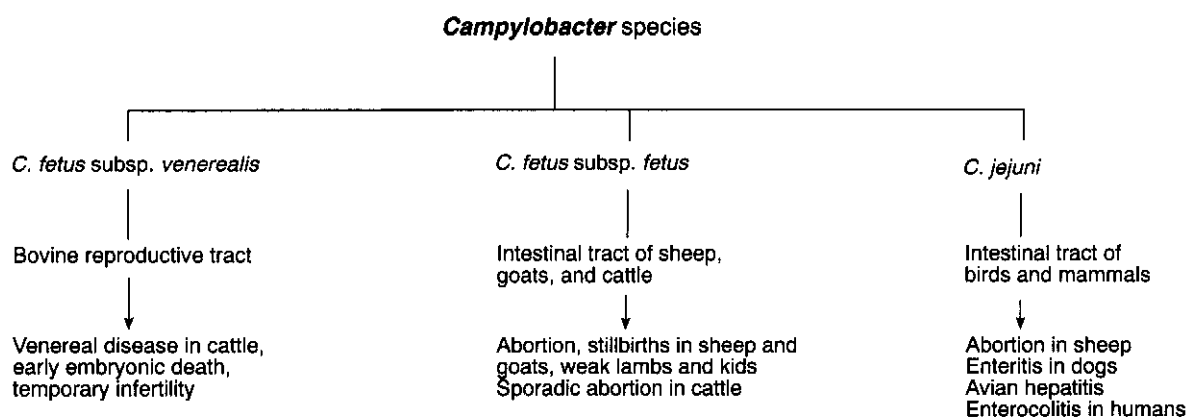 Campylobacter species
C. fetus subsp. venerealis
C. fetus subsp. fetus
C. jejuni
Bovine reproductive tract
Intestinal tract of sheep,
goats, and cattle
Intestinal tract of
birds and mammals
Venereal disease in cattle,
early embryonic death,
temporary infertility
Abortion, stillbirths in sheep and
goats, weak lambs and kids
Sporadic abortion in cattle
Abortion in sheep
Enteritis in dogs
Avian hepatitis
Enterocolitis in humans